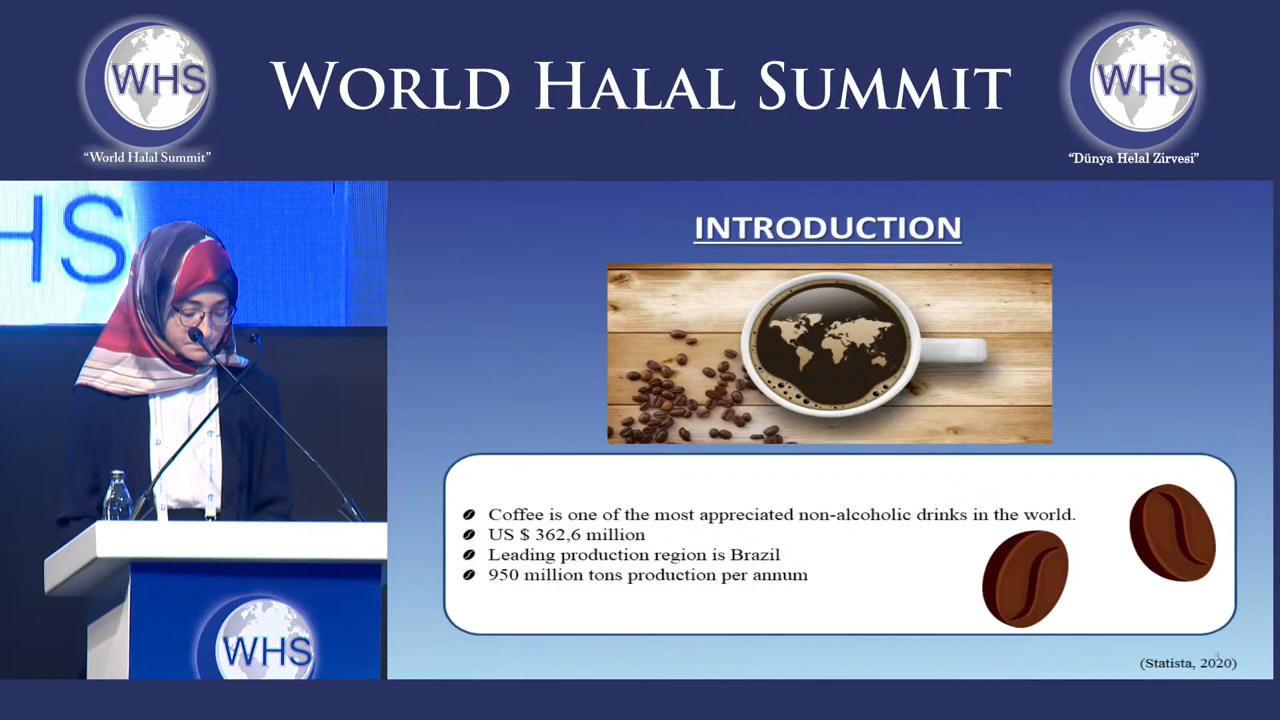 WHS
WORLD HALAL SUMMIT
WHS
“World Halal Summit”
“Dünya Helal Zirvesi”
HS
INTRODUCTION
Coffee is one of the most appreciated non-alcoholic drinks in the world.
US $ 362,6 million
Leading production region is Brazil
950 million tons production per annum
WHS
3
(Statista, 2020)